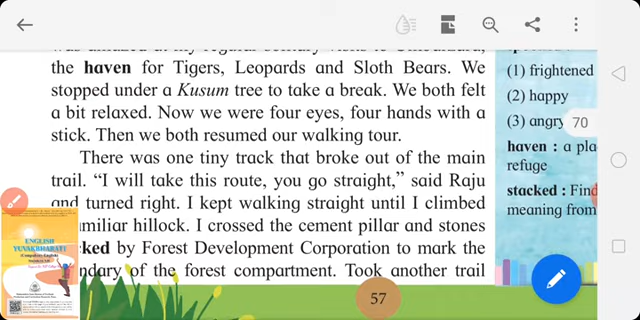 the haven for Tigers, Leopards and Sloth Bears. We
stopped under a Kusum tree to take a break. We both felt
a bit relaxed. Now we were four eyes, four hands with a
stick. Then we both resumed our walking tour.
There was one tiny track that broke out of the main
trail. “I will take this route, you go straight,” said Raju
and turned right. I kept walking straight until I climbed
hillock. I crossed the cement pillar and stones
by Forest Development Corporation to mark the
of the forest compartment. Took another trail
57
(1) frightened
(2) happy
(3) angry
70
haven : a pla
refuge
stacked : Find
meaning from
ENGLISH
YUVAKBHARATI